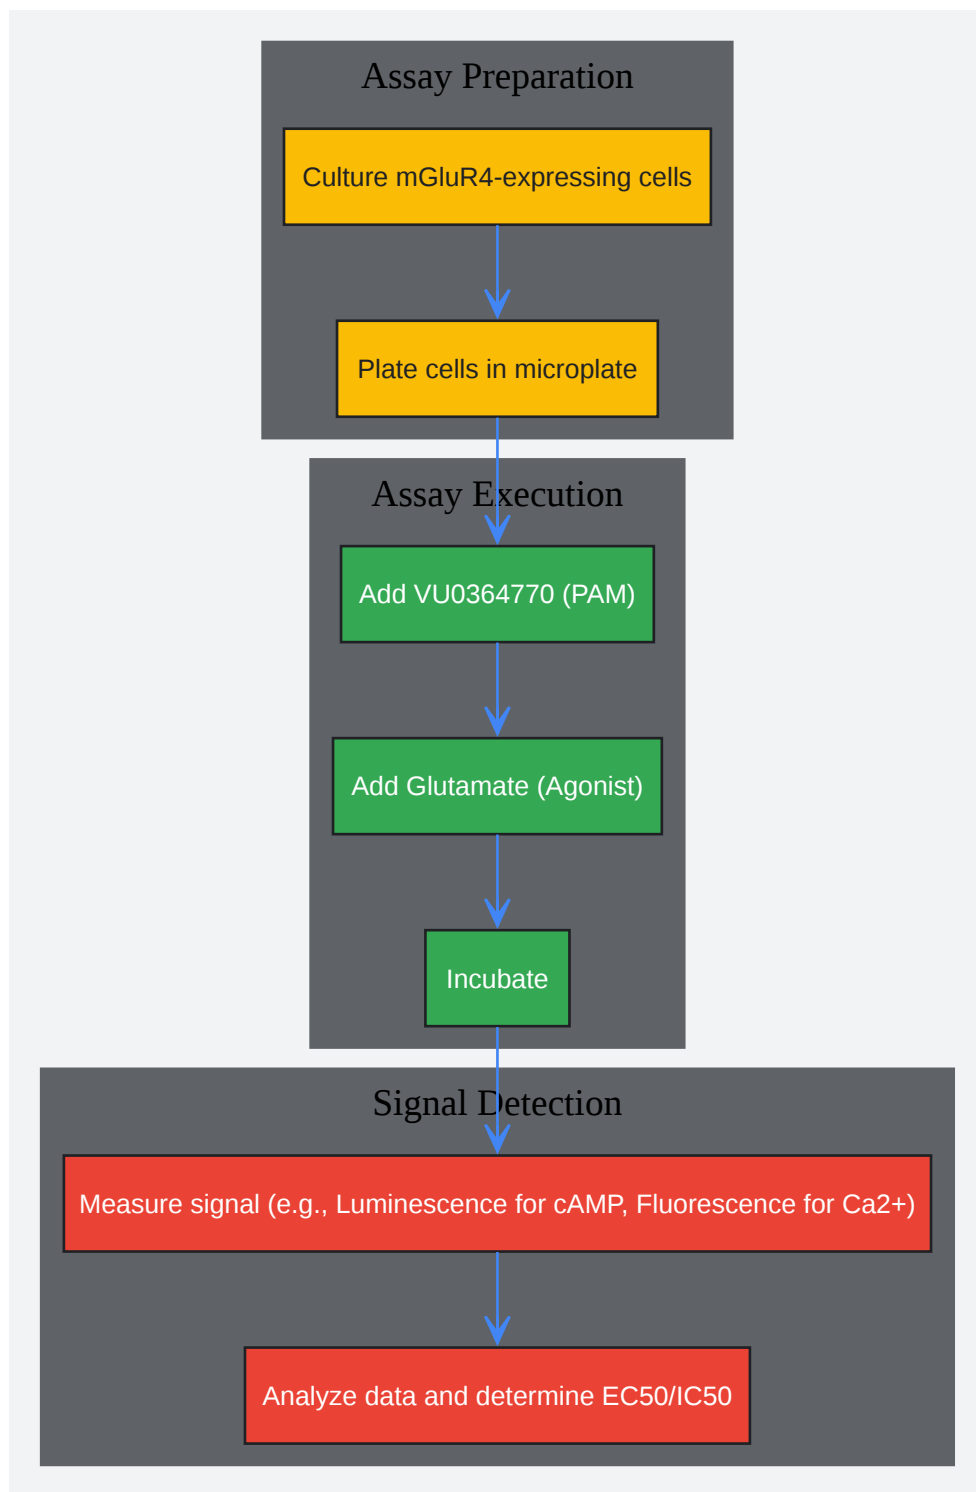 Assay Preparation
Culture mGluR4-expressing cells
Plate cells in microplate
Assay Execution
Add VU0364770 (PAM)
Add Glutamate (Agonist)
Incubate
Signal Detection
Measure signal (e.g., Luminescence for cAMP, Fluorescence for Ca2+)
Analyze data and determine EC50/IC50